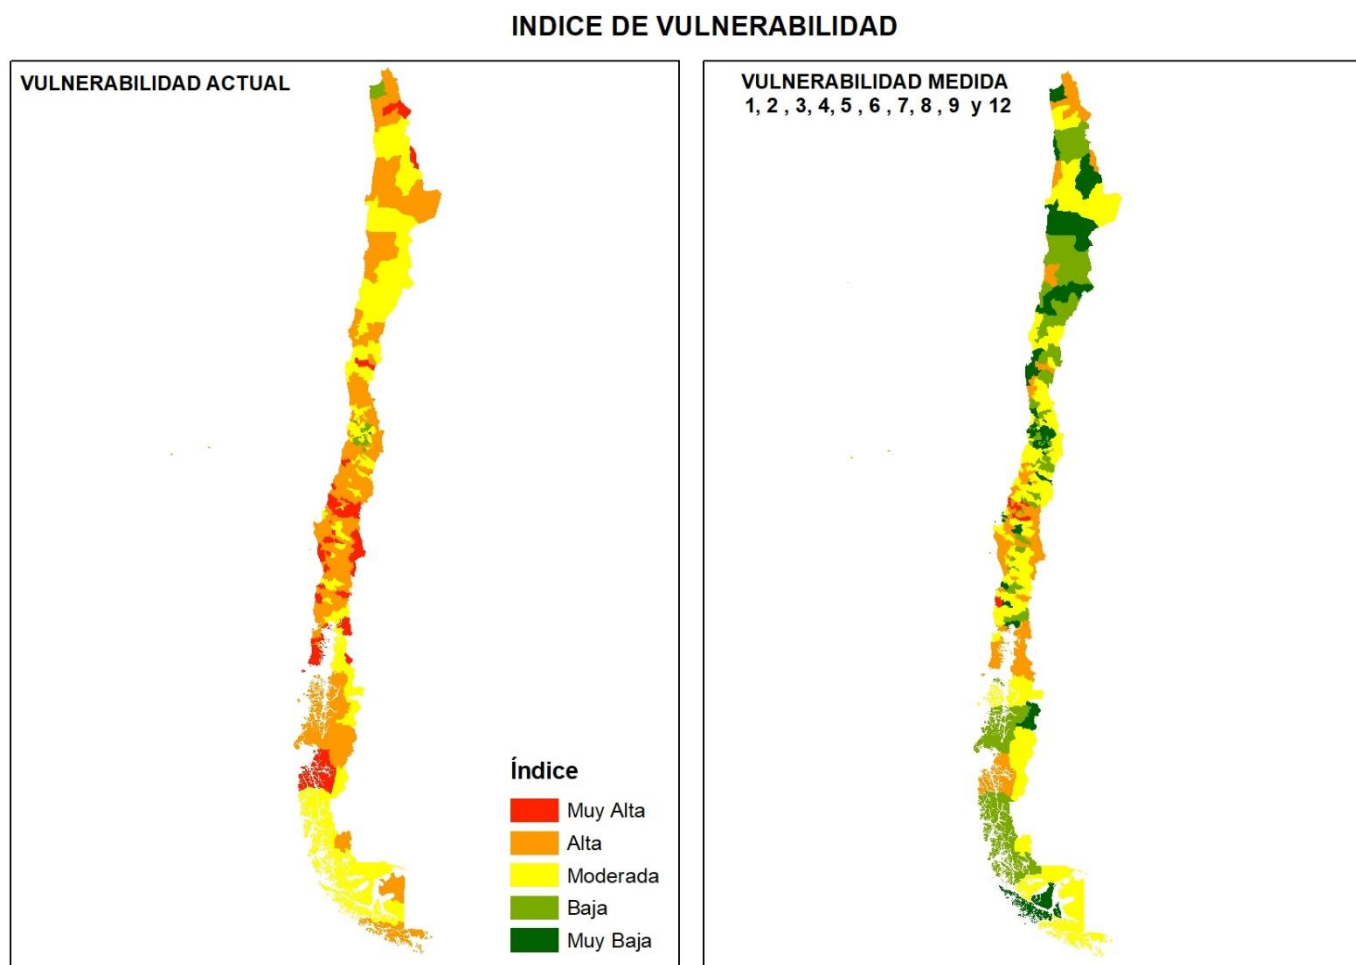 INDICE DE VULNERABILIDAD
VULNERABILIDAD ACTUAL
VULNERABILIDAD MEDIDA
1, 2 , 3, 4, 5 , 6 , 7, 8 , 9 y 12
Índice
Muy Alta
Alta
Moderada
Baja
Muy Baja